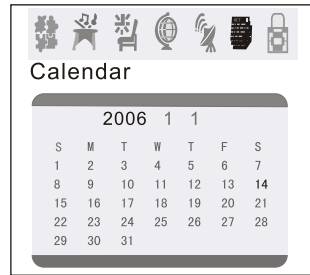 Calendar
2006 1 1
S M T W T F S
1 2 3 4 5 6 7
8 9 10 11 12 13 14
15 16 17 18 19 20 21
22 23 24 25 26 27 28
29 30 31